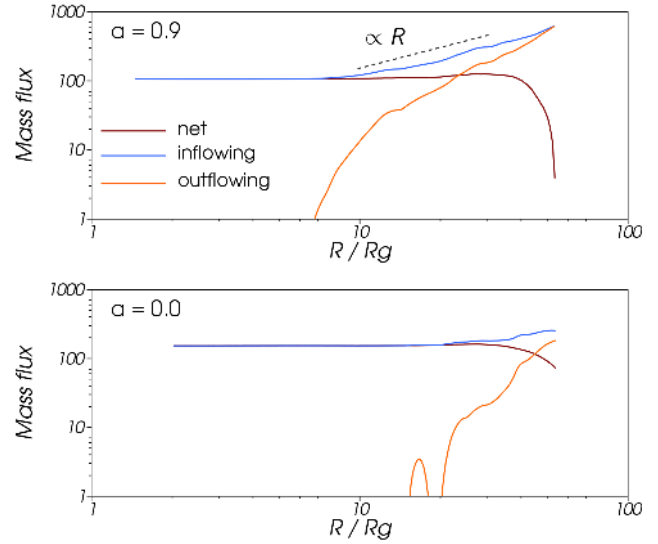 1000
a = 0.9
∝ R
100
Mass flux
net
10
inflowing
outflowing
1
1
10
100
R / Rg
1000
a = 0.0
100
Mass flux
10
1
1
10
100
R / Rg